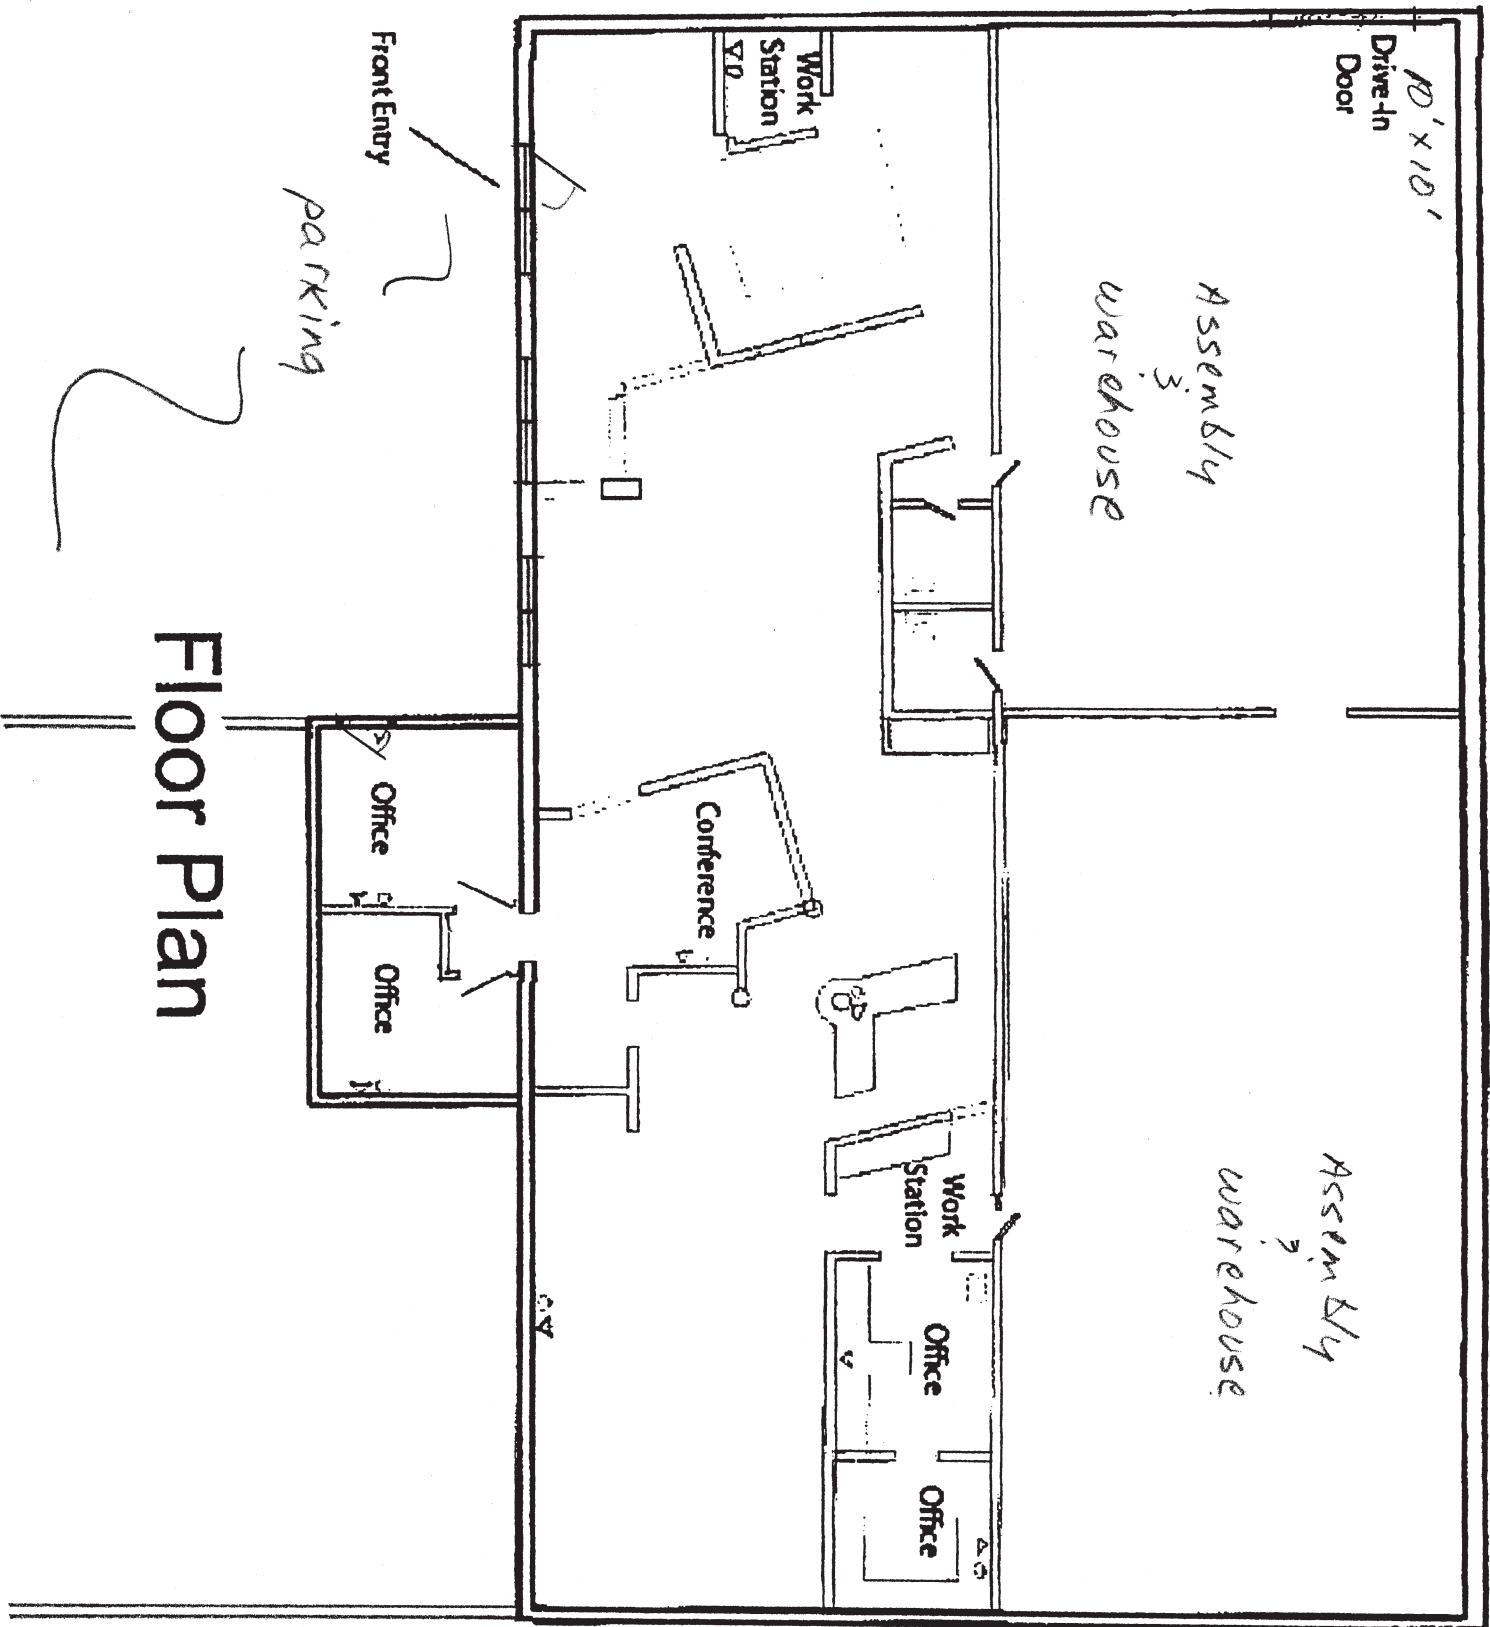 10' x 10'
Drive-In
Door
Assembly
&
warehouse
Assembly
&
warehouse
Work
Station
Office
Office
Work
Station
Conference
Office
Office
Front Entry
parking
Floor Plan